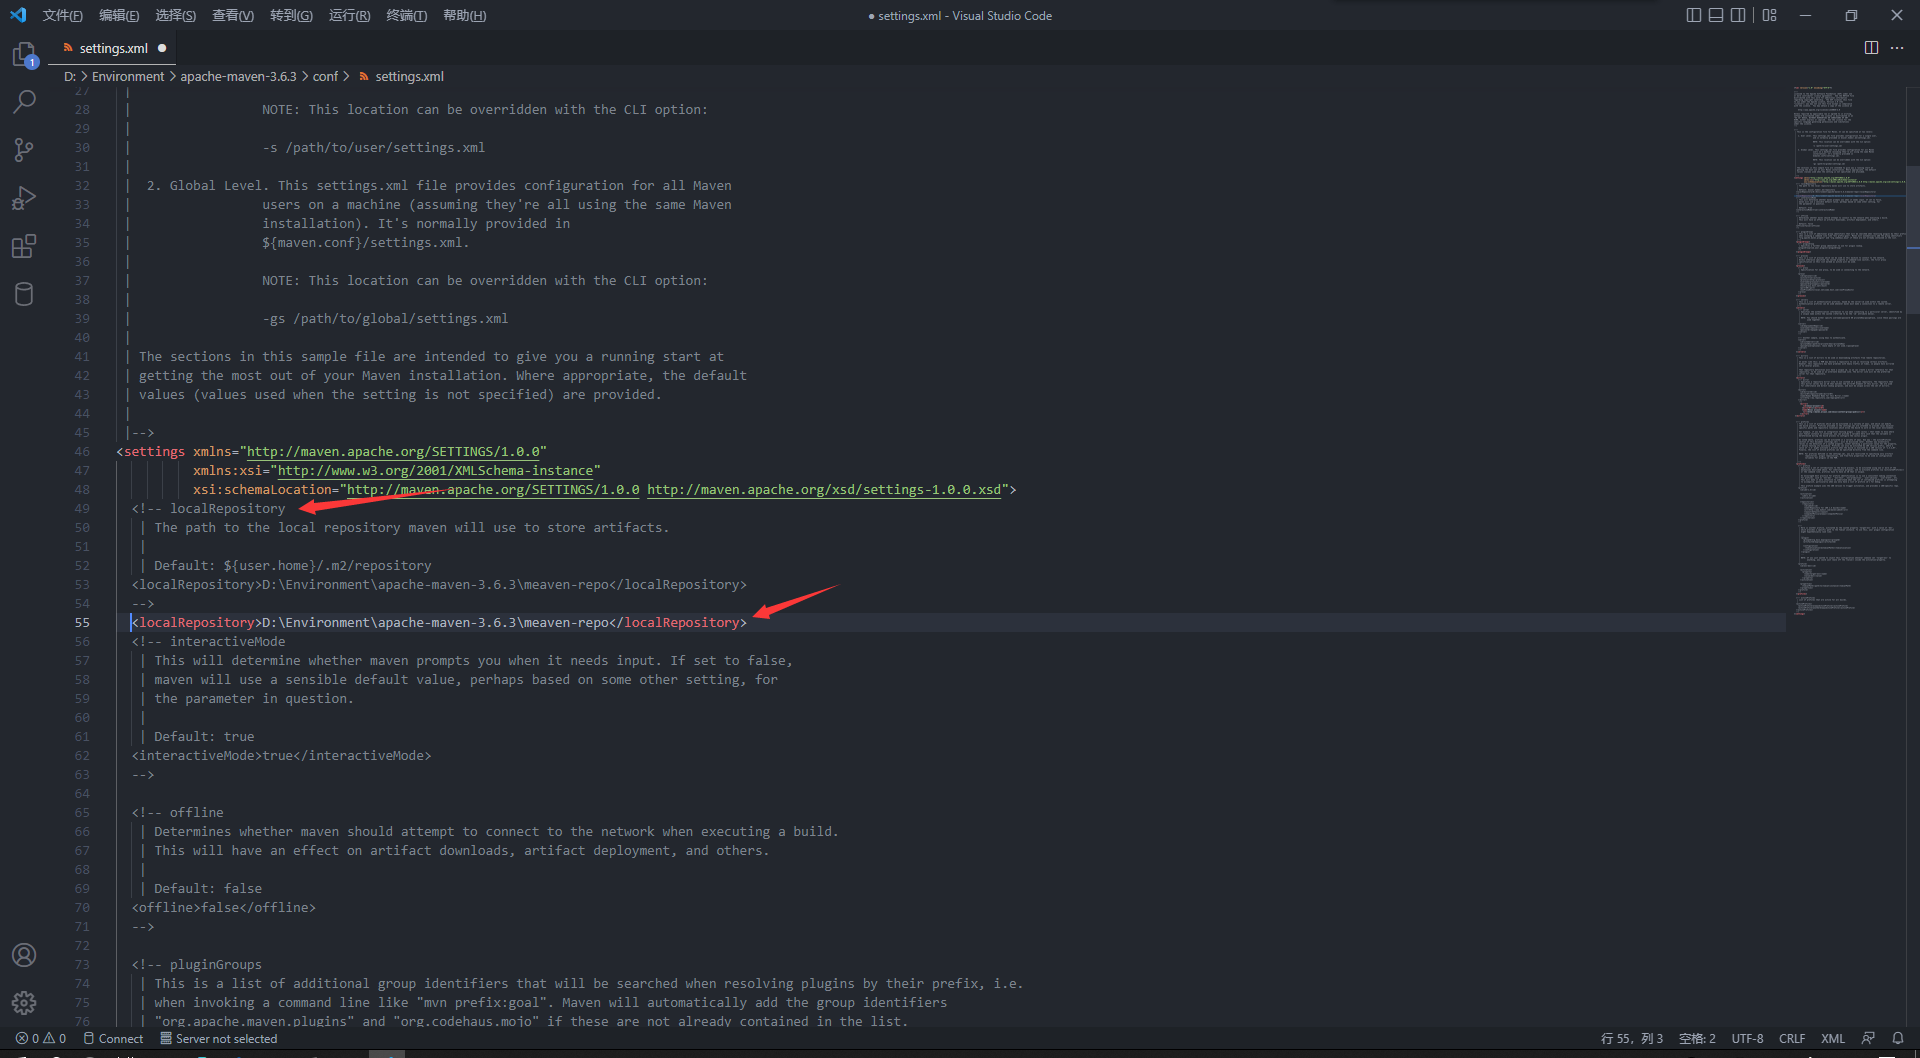 文件(F) 编辑(E) 选择(S) 查看(V) 转到(G) 运行(R) 终端(T) 帮助(H)
● settings.xml - Visual Studio Code
settings.xml ●
1
D: > Environment > apache-maven-3.6.3 > conf > settings.xml
27 |
28 | NOTE: This location can be overridden with the CLI option:
29 |
30 | -s /path/to/user/settings.xml
31 |
32 | 2. Global Level. This settings.xml file provides configuration for all Maven
33 | users on a machine (assuming they're all using the same Maven
34 | installation). It's normally provided in
35 | ${maven.conf}/settings.xml.
36 |
37 | NOTE: This location can be overridden with the CLI option:
38 |
39 | -gs /path/to/global/settings.xml
40 |
41 | The sections in this sample file are intended to give you a running start at
42 | getting the most out of your Maven installation. Where appropriate, the default
43 | values (values used when the setting is not specified) are provided.
44 |
45 |-->
46 <settings xmlns="http://maven.apache.org/SETTINGS/1.0.0"
47 xmlns:xsi="http://www.w3.org/2001/XMLSchema-instance"
48 xsi:schemaLocation="http://maven.apache.org/SETTINGS/1.0.0 http://maven.apache.org/xsd/settings-1.0.0.xsd">
49 <!-- localRepository
50 | The path to the local repository maven will use to store artifacts.
51 |
52 | Default: ${user.home}/.m2/repository
53 <localRepository>D:\Environment\apache-maven-3.6.3\meaven-repo</localRepository>
54 -->
55 <localRepository>D:\Environment\apache-maven-3.6.3\meaven-repo</localRepository>
56 <!-- interactiveMode
57 | This will determine whether maven prompts you when it needs input. If set to false,
58 | maven will use a sensible default value, perhaps based on some other setting, for
59 | the parameter in question.
60 |
61 | Default: true
62 <interactiveMode>true</interactiveMode>
63 -->
64
65 <!-- offline
66 | Determines whether maven should attempt to connect to the network when executing a build.
67 | This will have an effect on artifact downloads, artifact deployment, and others.
68 |
69 | Default: false
70 <offline>false</offline>
71 -->
72
73 <!-- pluginGroups
74 | This is a list of additional group identifiers that will be searched when resolving plugins by their prefix, i.e.
75 | when invoking a command line like "mvn prefix:goal". Maven will automatically add the group identifiers
76 | "org.apache.maven.plugins" and "org.codehaus.mojo" if these are not already contained in the list.
0 0 Connect Server not selected 行 55，列 3 空格: 2 UTF-8 CRLF XML